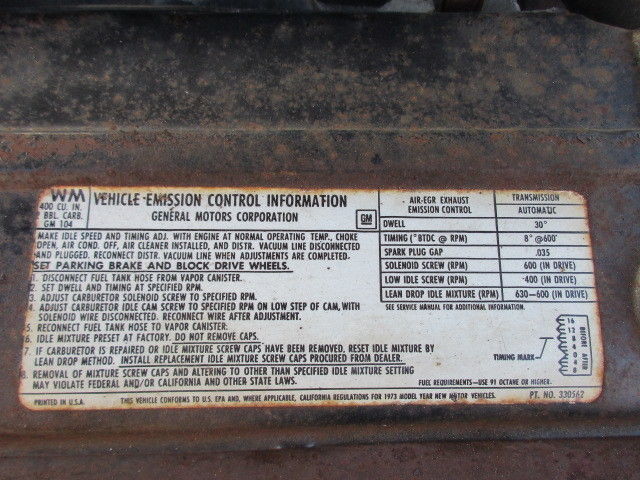 WM
400 CU. IN.
2 BBL. CARB.
GM 104
VEHICLE EMISSION CONTROL INFORMATION
GENERAL MOTORS CORPORATION
GM
MAKE IDLE SPEED AND TIMING ADJ. WITH ENGINE AT NORMAL OPERATING TEMP., CHOKE
OPEN, AIR COND. OFF, AIR CLEANER INSTALLED, AND DISTR. VACUUM LINE DISCONNECTED
AND PLUGGED. RECONNECT DISTR. VACUUM LINE WHEN ADJUSTMENTS ARE COMPLETED.
SET PARKING BRAKE AND BLOCK DRIVE WHEELS.
1. DISCONNECT FUEL TANK HOSE FROM VAPOR CANISTER.
2. SET DWELL AND TIMING AT SPECIFIED RPM.
3. ADJUST CARBURETOR SOLENOID SCREW TO SPECIFIED RPM.
4. ADJUST CARBURETOR IDLE CAM SCREW TO SPECIFIED RPM ON LOW STEP OF CAM, WITH
SOLENOID WIRE DISCONNECTED. RECONNECT WIRE AFTER ADJUSTMENT.
5. RECONNECT FUEL TANK HOSE TO VAPOR CANISTER.
6. IDLE MIXTURE PRESET AT FACTORY. DO NOT REMOVE CAPS.
7. IF CARBURETOR IS REPAIRED OR IDLE MIXTURE SCREW CAPS HAVE BEEN REMOVED, RESET IDLE MIXTURE BY
LEAN DROP METHOD. INSTALL REPLACEMENT IDLE MIXTURE SCREW CAPS PROCURED FROM DEALER.
8. REMOVAL OF MIXTURE SCREW CAPS AND ALTERING TO OTHER THAN SPECIFIED IDLE MIXTURE SETTING
MAY VIOLATE FEDERAL AND/OR CALIFORNIA AND OTHER STATE LAWS.
AIR-EGR EXHAUST EMISSION CONTROL TRANSMISSION AUTOMATIC
DWELL 30°
TIMING (°BTDC @ RPM) 8° @600
SPARK PLUG GAP .035
SOLENOID SCREW (RPM) 600 (IN DRIVE)
LOW IDLE SCREW (RPM) 400 (IN DRIVE)
LEAN DROP IDLE MIXTURE (RPM) 630-600 (IN DRIVE)
SEE SERVICE MANUAL FOR ADDITIONAL INFORMATION.
TIMING MARK
BEFORE
AFTER
FUEL REQUIREMENTS-USE 91 OCTANE OR HIGHER.
PRINTED IN U.S.A. THIS VEHICLE CONFORMS TO U.S. EPA AND, WHERE APPLICABLE, CALIFORNIA REGULATIONS FOR 1973 MODEL YEAR NEW MOTOR VEHICLES. PT. NO. 330562